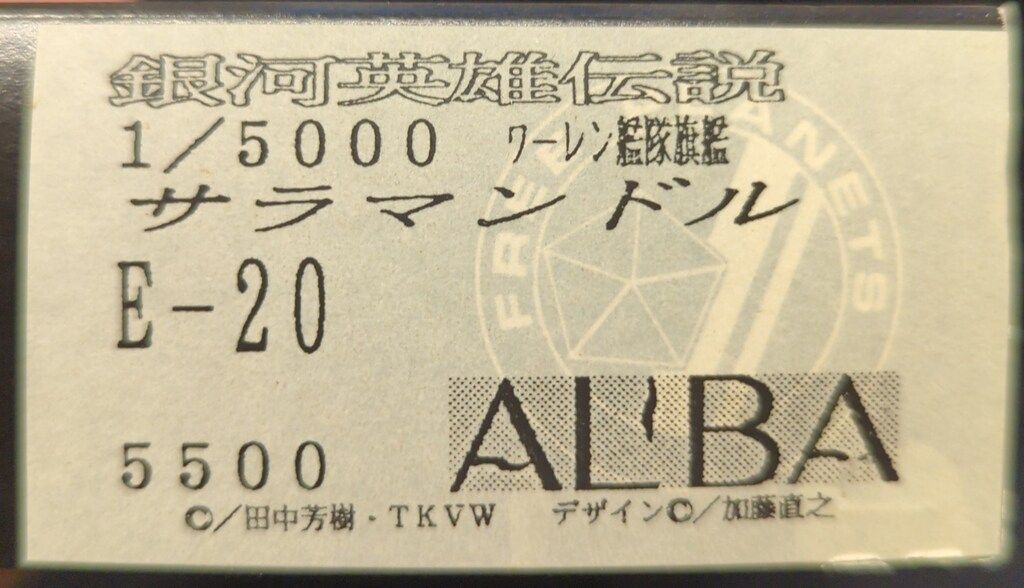 銀河英雄伝説
1/5000 ワーレン艦隊旗艦
サラマンドル
E-20
FREE PLANETS
ALBA
5500
©/田中芳樹・TKVW デザイン©/加藤直之